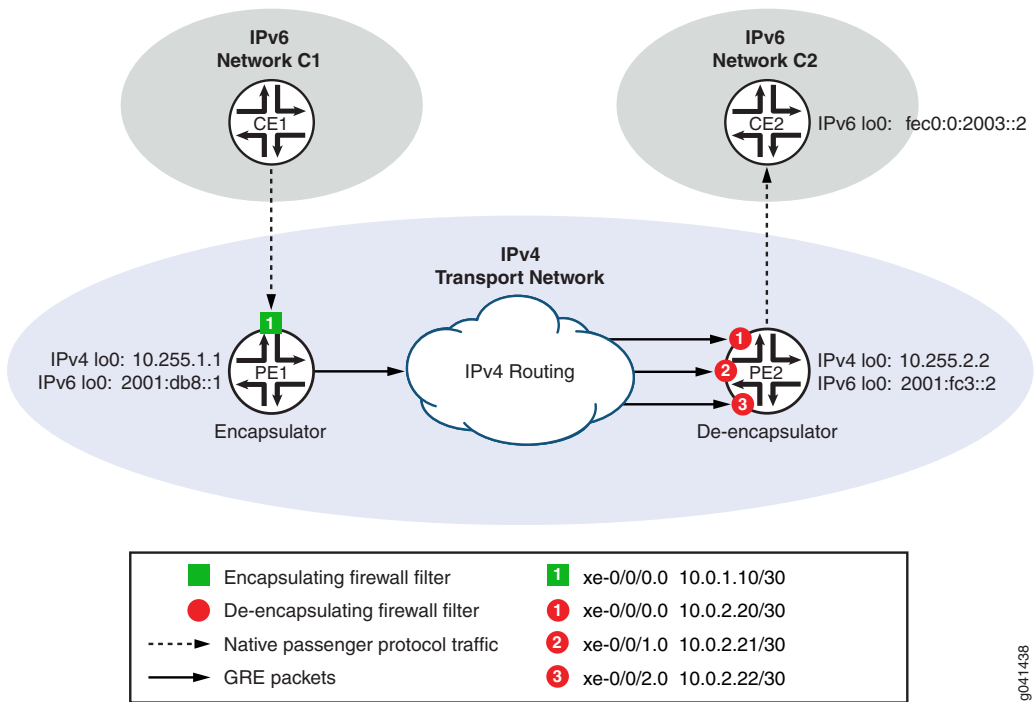 IPv6
Network C1
IPv6
Network C2
CE1
CE2
IPv6 lo0: fec0:0:2003::2
IPv4
Transport Network
1
IPv4 lo0: 10.255.1.1
IPv6 lo0: 2001:db8::1
PE1
Encapsulator
IPv4 Routing
1
2
3
PE2
IPv4 lo0: 10.255.2.2
IPv6 lo0: 2001:fc3::2
De-encapsulator
Encapsulating firewall filter
De-encapsulating firewall filter
Native passenger protocol traffic
GRE packets
1 xe-0/0/0.0 10.0.1.10/30
1 xe-0/0/0.0 10.0.2.20/30
2 xe-0/0/1.0 10.0.2.21/30
3 xe-0/0/2.0 10.0.2.22/30
g041438